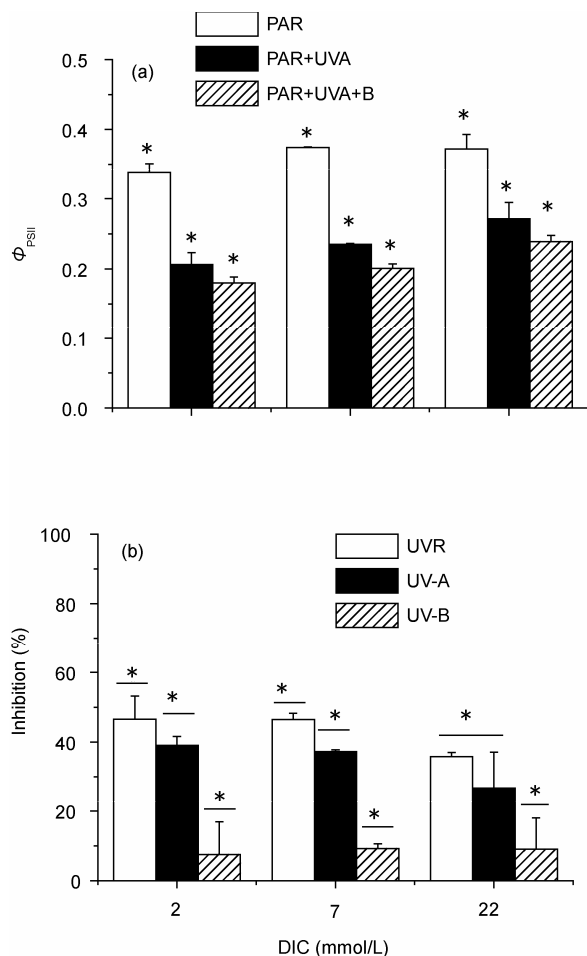 PAR
PAR+UVA
PAR+UVA+B
(a)
0.5
0.4
0.3
0.2
0.1
0.0
Φ_PSII
* * * * * * * * *
(b)
UVR
UV-A
UV-B
100
80
60
40
20
0
Inhibition (%)
* * * * * * * *
2 7 22
DIC (mmol/L)